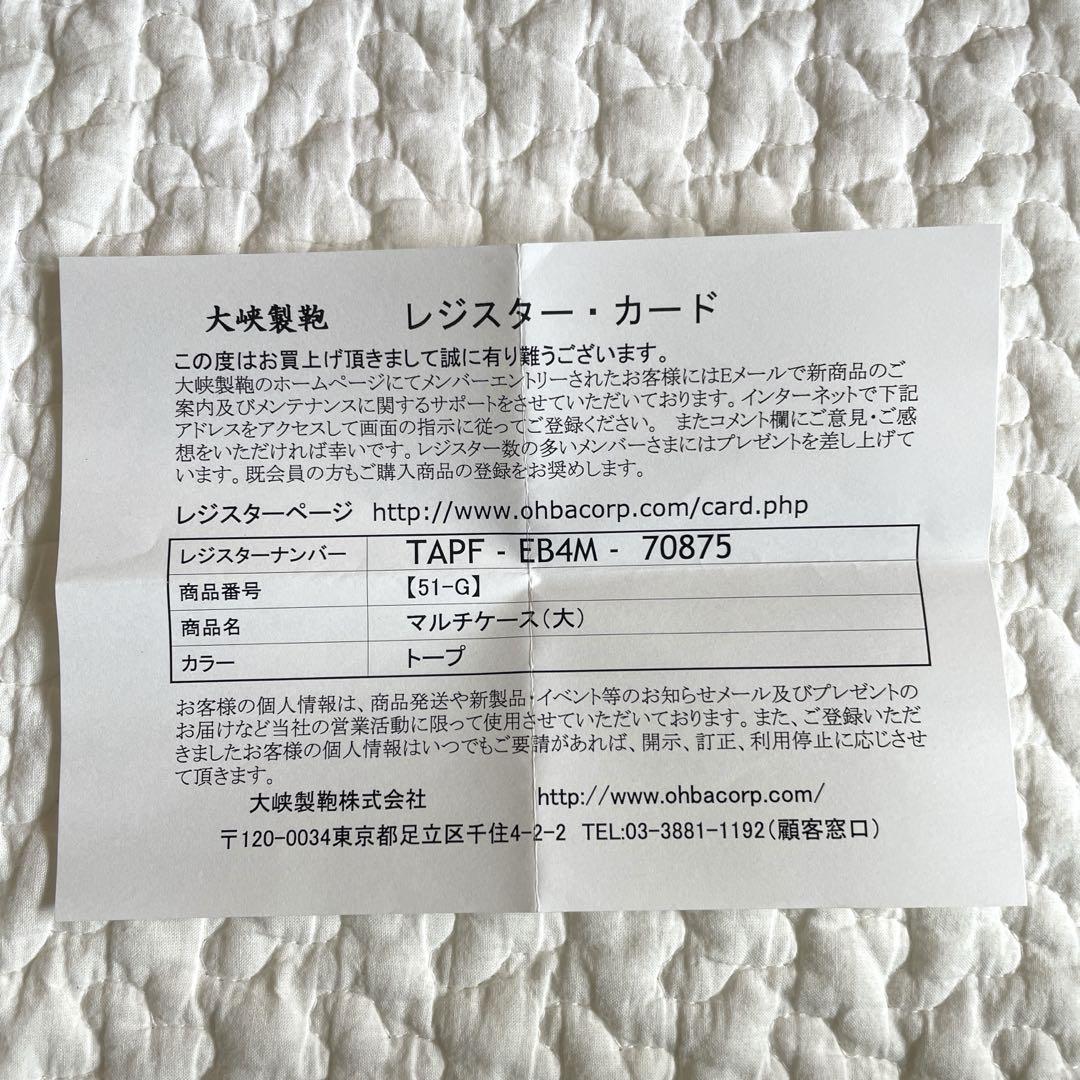 大峡製鞄 レジスター・カード
この度はお買上げ頂きまして誠に有り難うございます。
大峡製鞄のホームページにてメンバーエントリーされたお客様にはEメールで新商品のご
案内及びメンテナンスに関するサポートをさせていただいております。インターネットで下記
アドレスをアクセスして画面の指示に従ってご登録ください。 またコメント欄にご意見・ご感
想をいただければ幸いです。レジスター数の多いメンバーさまにはプレゼントを差し上げて
います。既会員の方もご購入商品の登録をお奨めします。
レジスターページ http://www.ohbacorp.com/card.php
レジスターナンバー TAPF - EB4M - 70875
商品番号 【51-G】
商品名 マルチケース(大)
カラー トープ
お客様の個人情報は、商品発送や新製品・イベント等のお知らせメール及びプレゼントの
お届けなど当社の営業活動に限って使用させていただいております。また、ご登録いただ
きましたお客様の個人情報はいつでもご要請があれば、開示、訂正、利用停止に応じさせ
て頂きます。
大峡製鞄株式会社 http://www.ohbacorp.com/
〒120-0034東京都足立区千住4-2-2 TEL:03-3881-1192(顧客窓口)